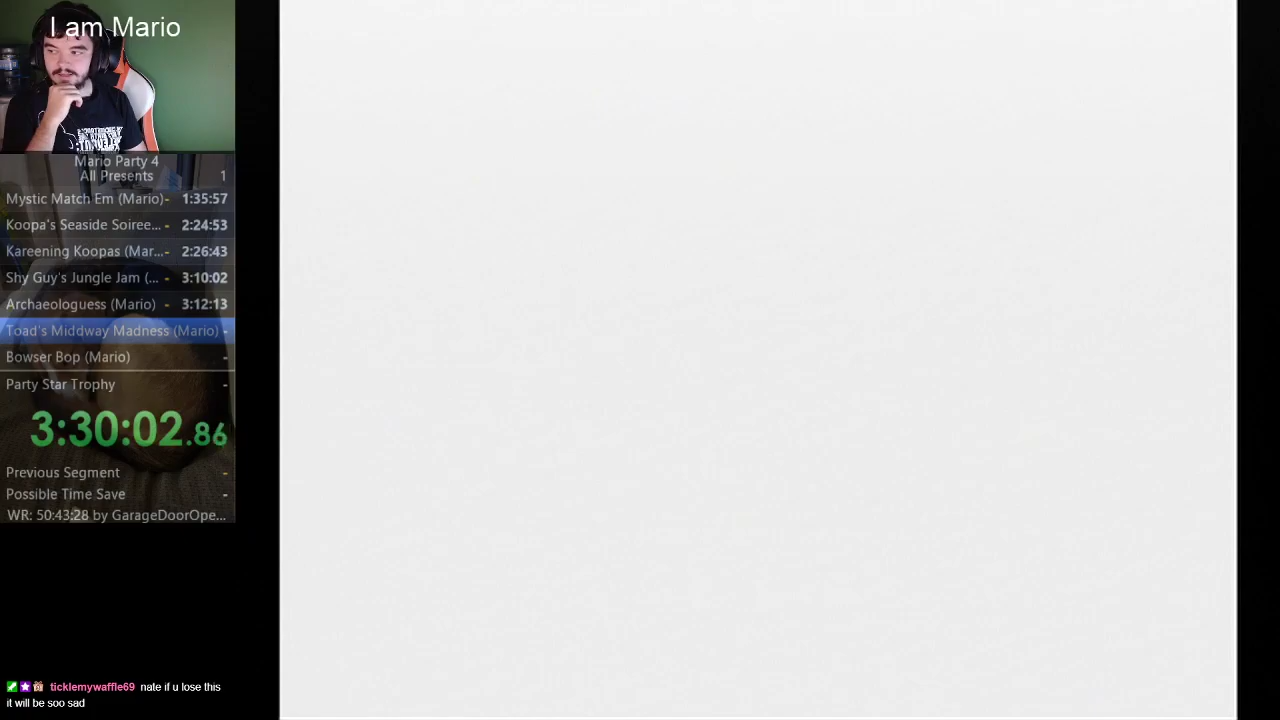 I am Mario
Mario Party 4
All Presents 1
Mystic Match Em (Mario) - 1:35:57
Koopa's Seaside Soiree... - 2:24:53
Kareening Koopas (Mar... - 2:26:43
Shy Guy's Jungle Jam (... - 3:10:02
Archaeologuess (Mario) - 3:12:13
Toad's Middway Madness (Mario) -
Bowser Bop (Mario) -
Party Star Trophy -
3:30:02.86
Previous Segment -
Possible Time Save -
WR: 50:43:28 by GarageDoorOpe...
ticklemywaffle69 nate if u lose this
it will be soo sad